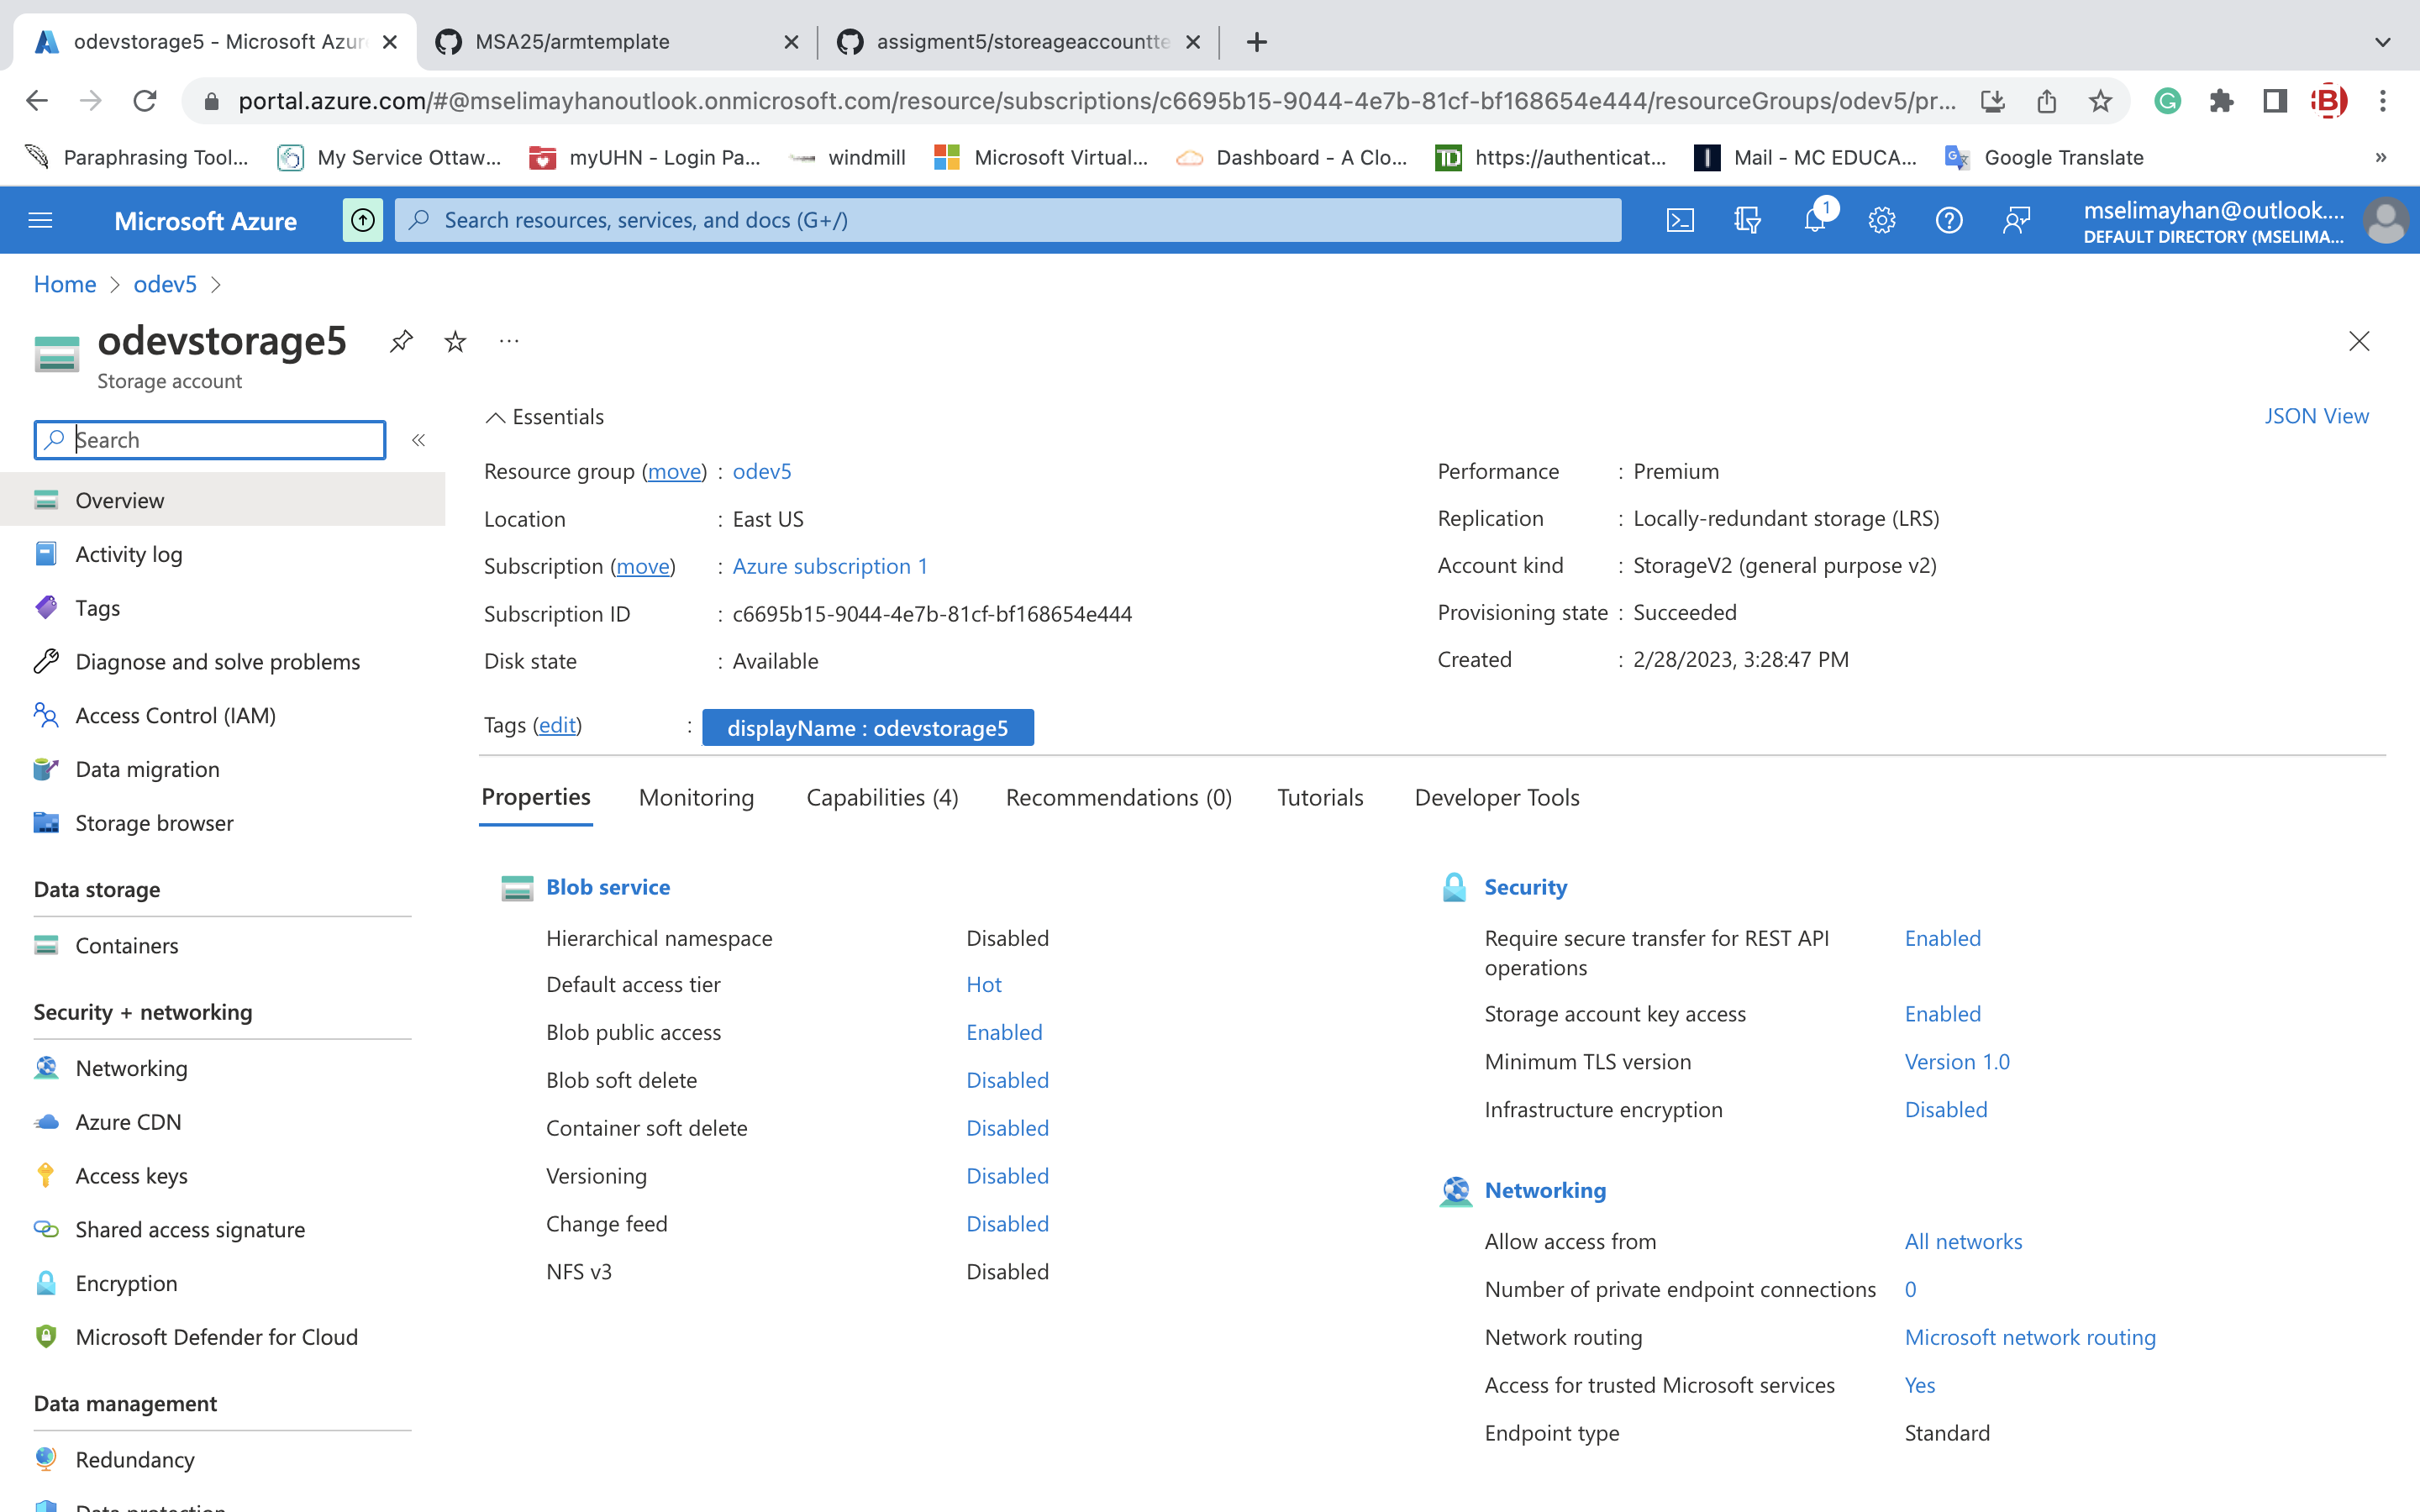 odevstorage5 - Microsoft Azur
MSA25/armtemplate
assigment5/storeageaccountte
portal.azure.com/#@mselimayhanoutlook.onmicrosoft.com/resource/subscriptions/c6695b15-9044-4e7b-81cf-bf168654e444/resourceGroups/odev5/pr...
Paraphrasing Tool...
My Service Ottaw...
myUHN - Login Pa...
windmill
Microsoft Virtual...
Dashboard - A Clo...
TD
https://authenticat...
Mail - MC EDUCA...
Google Translate
»
Microsoft Azure
Search resources, services, and docs (G+/)
1
mselimayhan@outlook....
DEFAULT DIRECTORY (MSELIMA...
Home > odev5 >
odevstorage5
Storage account
Search
Overview
Activity log
Tags
Diagnose and solve problems
Access Control (IAM)
Data migration
Storage browser
Data storage
Containers
Security + networking
Networking
Azure CDN
Access keys
Shared access signature
Encryption
Microsoft Defender for Cloud
Data management
Redundancy
Data protection
Essentials
JSON View
Resource group (move) : odev5
Location : East US
Subscription (move) : Azure subscription 1
Subscription ID : c6695b15-9044-4e7b-81cf-bf168654e444
Disk state : Available
Performance : Premium
Replication : Locally-redundant storage (LRS)
Account kind : StorageV2 (general purpose v2)
Provisioning state : Succeeded
Created : 2/28/2023, 3:28:47 PM
Tags (edit) : displayName : odevstorage5
Properties Monitoring Capabilities (4) Recommendations (0) Tutorials Developer Tools
Blob service
Hierarchical namespace Disabled
Default access tier Hot
Blob public access Enabled
Blob soft delete Disabled
Container soft delete Disabled
Versioning Disabled
Change feed Disabled
NFS v3 Disabled
Security
Require secure transfer for REST API Enabled
operations
Storage account key access Enabled
Minimum TLS version Version 1.0
Infrastructure encryption Disabled
Networking
Allow access from All networks
Number of private endpoint connections 0
Network routing Microsoft network routing
Access for trusted Microsoft services Yes
Endpoint type Standard